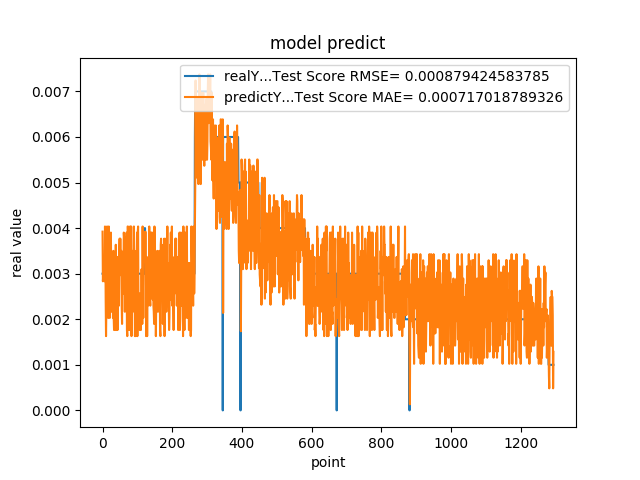 model predict
realY...Test Score RMSE= 0.000879424583785
predictY...Test Score MAE= 0.000717018789326
real value
0.007
0.006
0.005
0.004
0.003
0.002
0.001
0.000
0 200 400 600 800 1000 1200
point